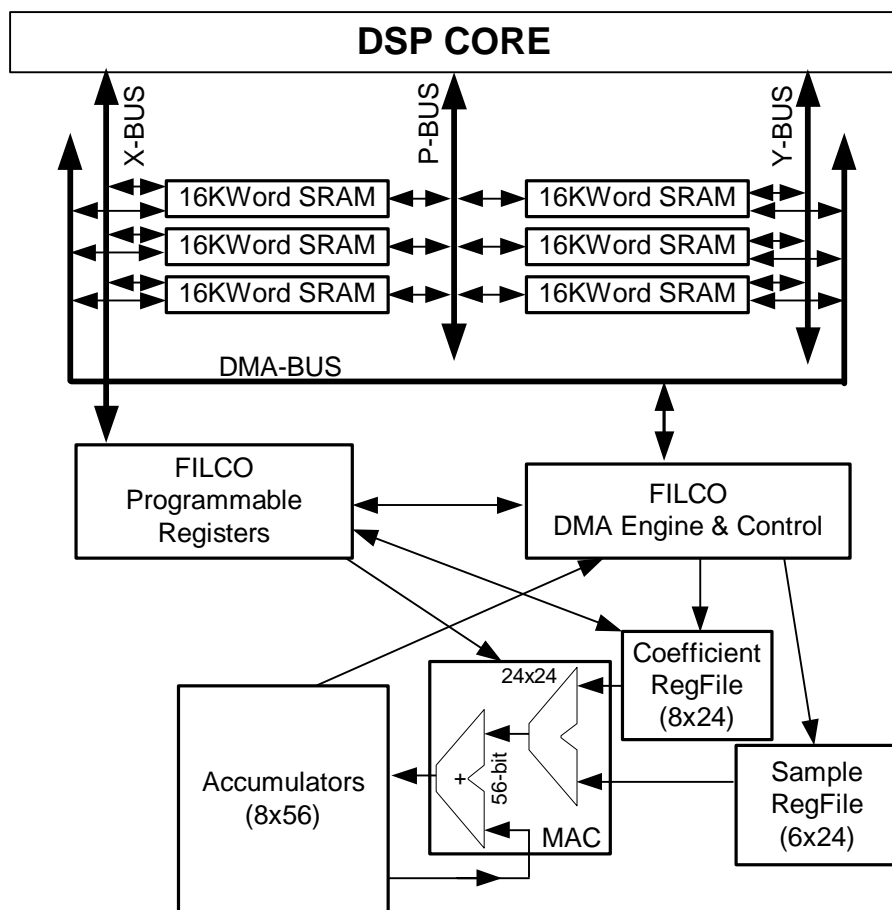 DSP CORE
X-BUS
P-BUS
Y-BUS
16KWord SRAM
16KWord SRAM
16KWord SRAM
16KWord SRAM
16KWord SRAM
16KWord SRAM
DMA-BUS
FILCO
Programmable
Registers
FILCO
DMA Engine & Control
Coefficient
RegFile
(8x24)
24x24
56-bit
+
MAC
Accumulators
(8x56)
Sample
RegFile
(6x24)